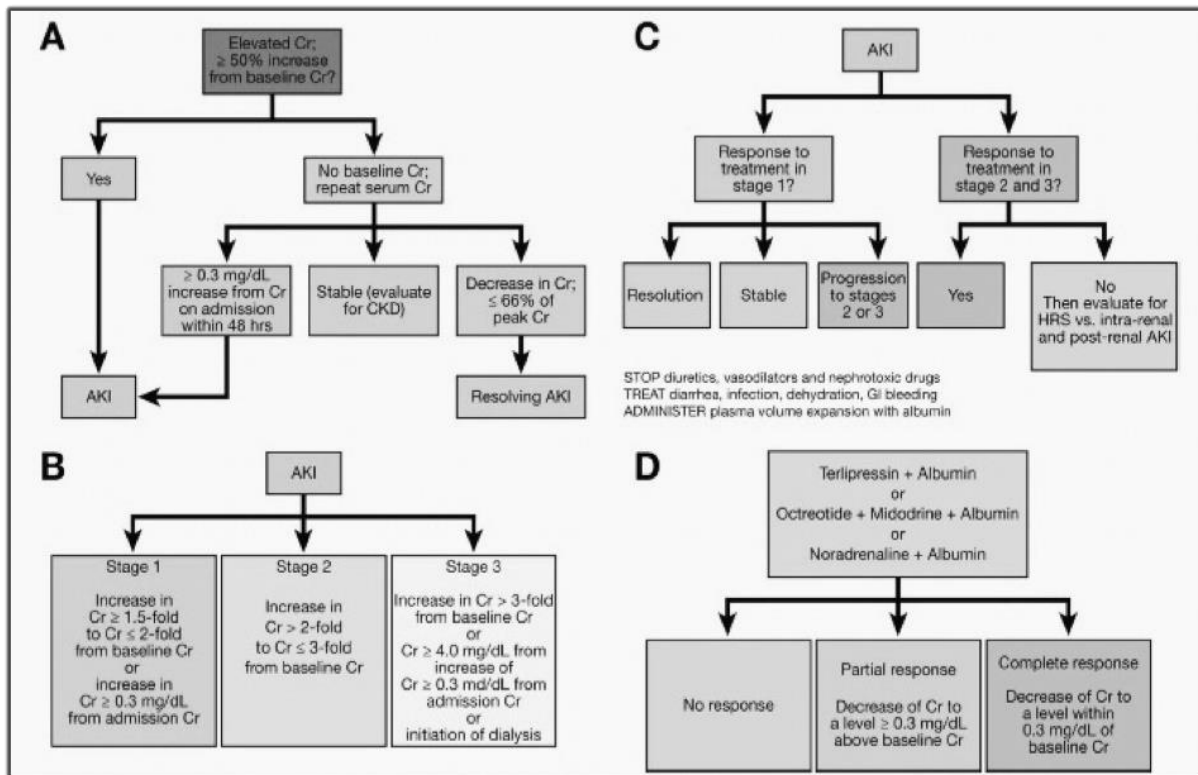 A
Elevated Cr;
≥ 50% increase
from baseline Cr?
Yes
No baseline Cr;
repeat serum Cr
≥ 0.3 mg/dL
increase from Cr
on admission
within 48 hrs
Stable (evaluate
for CKD)
Decrease in Cr;
≤ 66% of
peak Cr
AKI
Resolving AKI
B
AKI
Stage 1
Increase in
Cr ≥ 1.5-fold
to Cr ≤ 2-fold
from baseline Cr
or
increase in
Cr ≥ 0.3 mg/dL
from admission Cr
Stage 2
Increase in
Cr > 2-fold
to Cr ≤ 3-fold
from baseline Cr
Stage 3
Increase in Cr > 3-fold
from baseline Cr
or
Cr ≥ 4.0 mg/dL from
increase of
Cr ≥ 0.3 md/dL from
admission Cr
or
initiation of dialysis
C
AKI
Response to
treatment in
stage 1?
Response to
treatment in
stage 2 and 3?
Resolution
Stable
Progression
to stages
2 or 3
Yes
No
Then evaluate for
HRS vs. intra-renal
and post-renal AKI
STOP diuretics, vasodilators and nephrotoxic drugs
TREAT diarrhea, infection, dehydration, GI bleeding
ADMINISTER plasma volume expansion with albumin
D
Terlipressin + Albumin
or
Octreotide + Midodrine + Albumin
or
Noradrenaline + Albumin
No response
Partial response
Decrease of Cr to
a level ≥ 0.3 mg/dL
above baseline Cr
Complete response
Decrease of Cr to
a level within
0.3 mg/dL of
baseline Cr